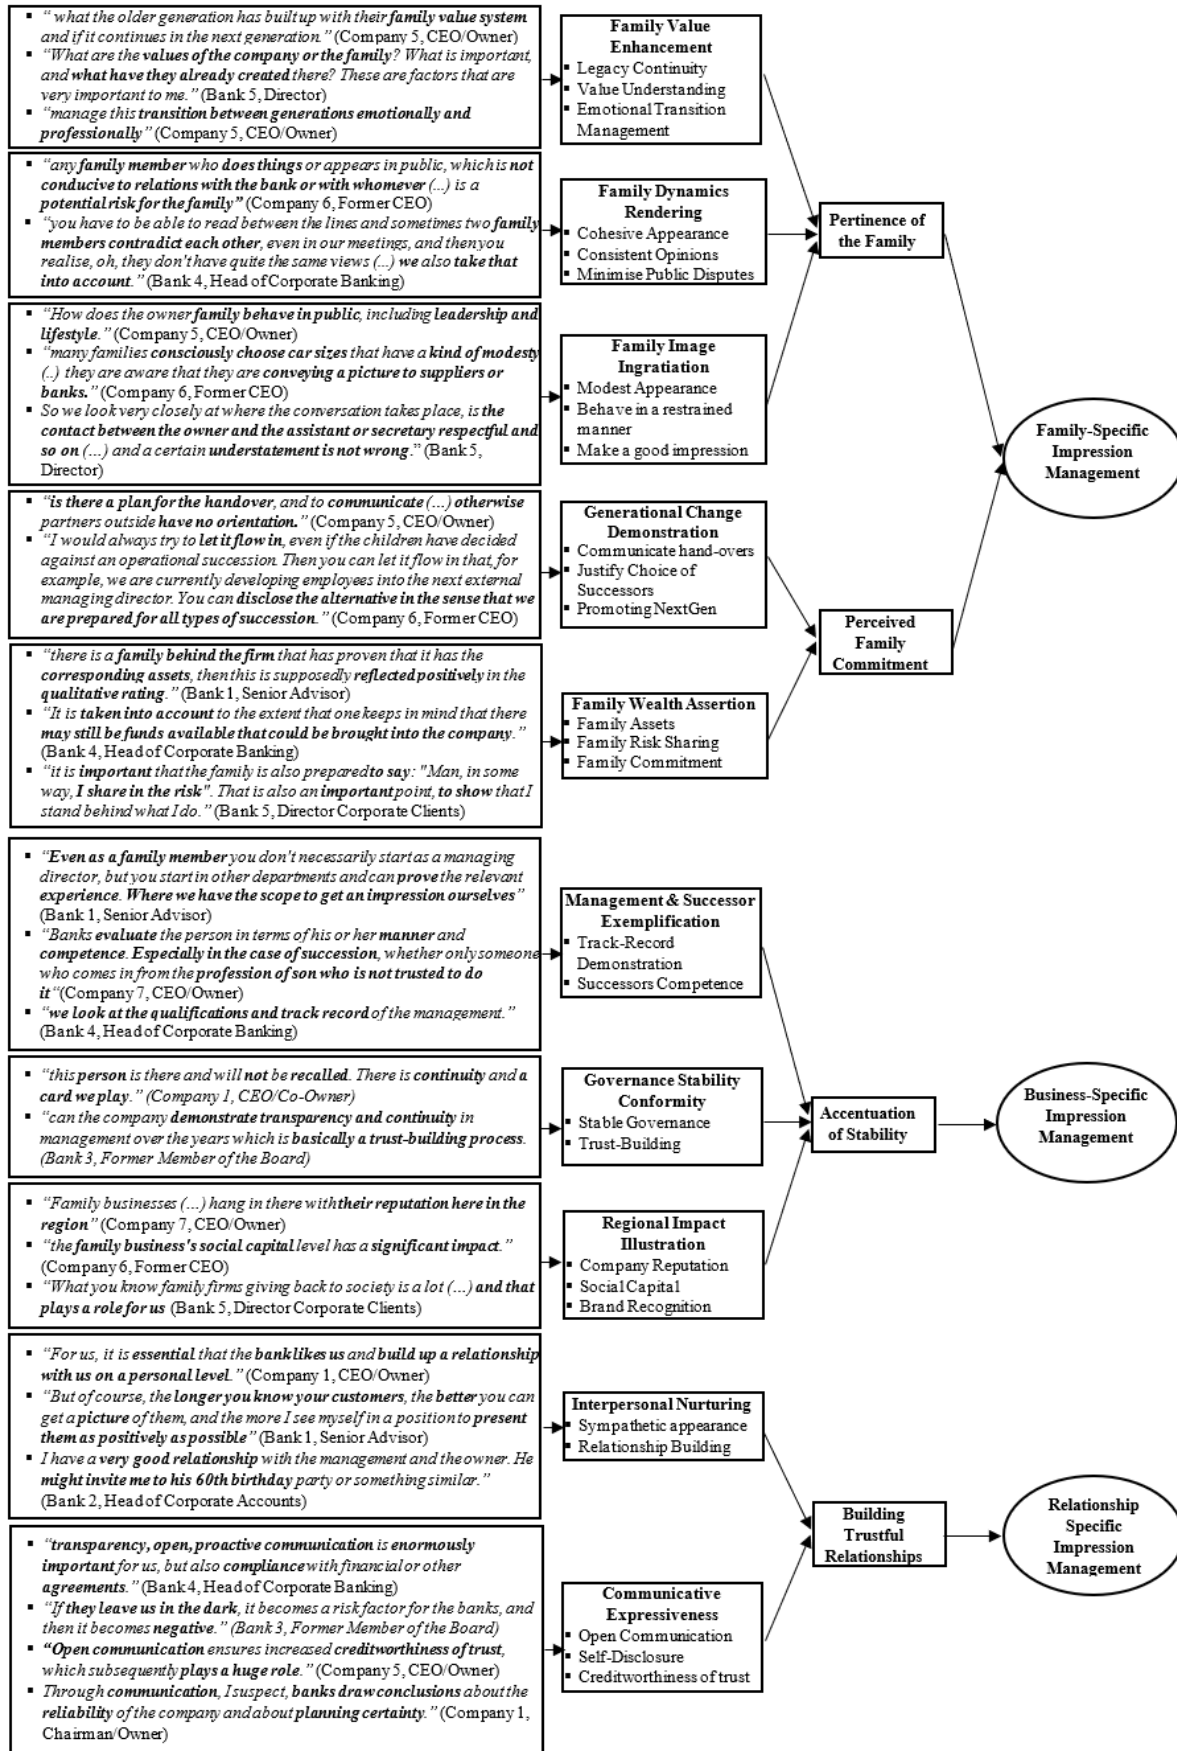 ▪ “ what the older generation has built up with their family value system
and if it continues in the next generation.” (Company 5, CEO/Owner)
▪ “What are the values of the company or the family? What is important,
and what have they already created there? These are factors that are
very important to me.” (Bank 5, Director)
▪ “manage this transition between generations emotionally and
professionally” (Company 5, CEO/Owner)
Family Value
Enhancement
▪ Legacy Continuity
▪ Value Understanding
▪ Emotional Transition
Management
▪ “any family member who does things or appears in public, which is not
conducive to relations with the bank or with whomever (...) is a
potential risk for the family” (Company 6, Former CEO)
▪ “you have to be able to read between the lines and sometimes two family
members contradict each other, even in our meetings, and then you
realise, oh, they don't have quite the same views (...) we also take that
into account.” (Bank 4, Head of Corporate Banking)
Family Dynamics
Rendering
▪ Cohesive Appearance
▪ Consistent Opinions
▪ Minimise Public Disputes
▪ “How does the owner family behave in public, including leadership and
lifestyle.” (Company 5, CEO/Owner)
▪ “many families consciously choose car sizes that have a kind of modesty
(..) they are aware that they are conveying a picture to suppliers or
banks.” (Company 6, Former CEO)
▪ So we look very closely at where the conversation takes place, is the
contact between the owner and the assistant or secretary respectful and
so on (...) and a certain understatement is not wrong.” (Bank 5,
Director)
Family Image
Ingratiation
▪ Modest Appearance
▪ Behave in a restrained
manner
▪ Make a good impression
Pertinence of
the Family
▪ “is there a plan for the handover, and to communicate (...) otherwise
partners outside have no orientation.” (Company 5, CEO/Owner)
▪ “I would always try to let it flow in, even if the children have decided
against an operational succession. Then you can let it flow in that, for
example, we are currently developing employees into the next external
managing director. You can disclose the alternative in the sense that we
are prepared for all types of succession.” (Company 6, Former CEO)
Generational Change
Demonstration
▪ Communicate hand-overs
▪ Justify Choice of
Successors
▪ Promoting NextGen
▪ “there is a family behind the firm that has proven that it has the
corresponding assets, then this is supposedly reflected positively in the
qualitative rating.” (Bank 1, Senior Advisor)
▪ “It is taken into account to the extent that one keeps in mind that there
may still be funds available that could be brought into the company.”
(Bank 4, Head of Corporate Banking)
▪ “it is important that the family is also prepared to say: "Man, in some
way, I share in the risk". That is also an important point, to show that I
stand behind what I do.” (Bank 5, Director Corporate Clients)
Family Wealth Assertion
▪ Family Assets
▪ Family Risk Sharing
▪ Family Commitment
Perceived
Family
Commitment
Family-Specific
Impression
Management
▪ “Even as a family member you don't necessarily start as a managing
director, but you start in other departments and can prove the relevant
experience. Where we have the scope to get an impression ourselves”
(Bank 1, Senior Advisor)
▪ “Banks evaluate the person in terms of his or her manner and
competence. Especially in the case of succession, whether only someone
who comes in from the profession of son who is not trusted to do
it“(Company 7, CEO/Owner)
▪ “we look at the qualifications and track record of the management.”
(Bank 4, Head of Corporate Banking)
Management & Successor
Exemplification
▪ Track-Record
Demonstration
▪ Successors Competence
▪ “this person is there and will not be recalled. There is continuity and a
card we play.” (Company 1, CEO/Co-Owner)
▪ “can the company demonstrate transparency and continuity in
management over the years which is basically a trust-building process.
(Bank 3, Former Member of the Board)
Governance Stability
Conformity
▪ Stable Governance
▪ Trust-Building
▪ “Family businesses (...) hang in there with their reputation here in the
region” (Company 7, CEO/Owner)
▪ “the family business's social capital level has a significant impact.”
(Company 6, Former CEO)
▪ “What you know family firms giving back to society is a lot (...) and that
plays a role for us (Bank 5, Director Corporate Clients)
Regional Impact
Illustration
▪ Company Reputation
▪ Social Capital
▪ Brand Recognition
Accentuation
of Stability
Business-Specific
Impression
Management
▪ “For us, it is essential that the bank likes us and build up a relationship
with us on a personal level.” (Company 1, CEO/Owner)
▪ “But of course, the longer you know your customers, the better you can
get a picture of them, and the more I see myself in a position to present
them as positively as possible” (Bank 1, Senior Advisor)
▪ I have a very good relationship with the management and the owner. He
might invite me to his 60th birthday party or something similar.”
(Bank 2, Head of Corporate Accounts)
Interpersonal Nurturing
▪ Sympathetic appearance
▪ Relationship Building
▪ “transparency, open, proactive communication is enormously
important for us, but also compliance with financial or other
agreements.” (Bank 4, Head of Corporate Banking)
▪ “If they leave us in the dark, it becomes a risk factor for the banks, and
then it becomes negative.” (Bank 3, Former Member of the Board)
▪ “Open communication ensures increased creditworthiness of trust,
which subsequently plays a huge role.” (Company 5, CEO/Owner)
▪ Through communication, I suspect, banks draw conclusions about the
reliability of the company and about planning certainty.” (Company 1,
Chairman/Owner)
Communicative
Expressiveness
▪ Open Communication
▪ Self-Disclosure
▪ Creditworthiness of trust
Building
Trustful
Relationships
Relationship
Specific
Impression
Management